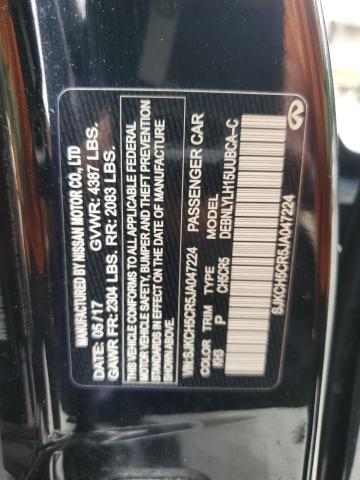 MANUFACTURED BY NISSAN MOTOR CO., LTD
DATE: 05/17 GVWR: 4387 LBS.
GAWR FR: 2304 LBS. RR: 2083 LBS.
THIS VEHICLE CONFORMS TO ALL APPLICABLE FEDERAL
MOTOR VEHICLE SAFETY, BUMPER AND THEFT PREVENTION
STANDARDS IN EFFECT ON THE DATE OF MANUFACTURE
SHOWN ABOVE.
VIN: SJKCH5CR5JA047224 PASSENGER CAR
COLOR TRIM TYPE MODEL
P CH5CR5 DEBNLYLH15UUBCA-C
SJKCH5CR5JA047224